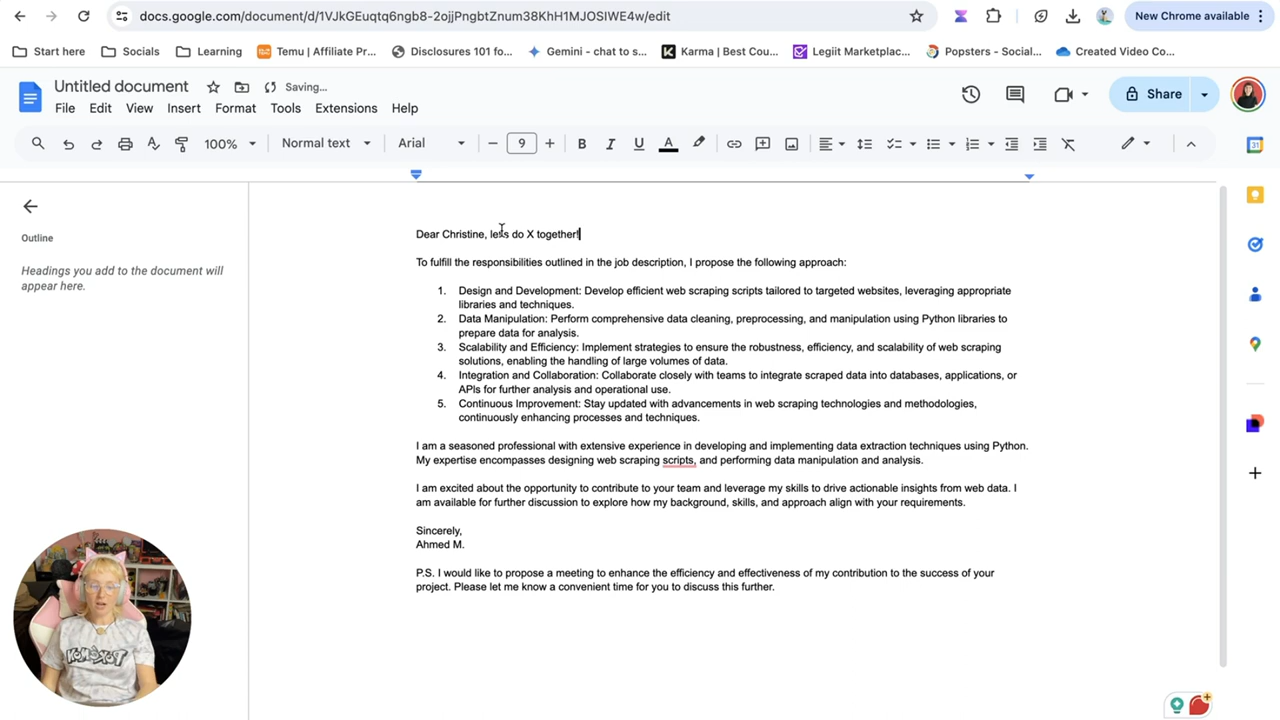 docs.google.com/document/d/1VJkGEuqtq6ngb8-2ojjPngbtZnum38KhH1MJOSIWE4w/edit
New Chrome available
Start here
Socials
Learning
Temu | Affiliate Pr...
Disclosures 101 fo...
Gemini - chat to s...
Karma | Best Cou...
Legiit Marketplac...
Popsters - Social...
Created Video Co...
Untitled document
Saving...
File Edit View Insert Format Tools Extensions Help
Share
100%
Normal text
Arial
9
Outline
Headings you add to the document will
appear here.
Dear Christine, let's do X together!
To fulfill the responsibilities outlined in the job description, I propose the following approach:
1. Design and Development: Develop efficient web scraping scripts tailored to targeted websites, leveraging appropriate
libraries and techniques.
2. Data Manipulation: Perform comprehensive data cleaning, preprocessing, and manipulation using Python libraries to
prepare data for analysis.
3. Scalability and Efficiency: Implement strategies to ensure the robustness, efficiency, and scalability of web scraping
solutions, enabling the handling of large volumes of data.
4. Integration and Collaboration: Collaborate closely with teams to integrate scraped data into databases, applications, or
APIs for further analysis and operational use.
5. Continuous Improvement: Stay updated with advancements in web scraping technologies and methodologies,
continuously enhancing processes and techniques.
I am a seasoned professional with extensive experience in developing and implementing data extraction techniques using Python.
My expertise encompasses designing web scraping scripts, and performing data manipulation and analysis.
I am excited about the opportunity to contribute to your team and leverage my skills to drive actionable insights from web data. I
am available for further discussion to explore how my background, skills, and approach align with your requirements.
Sincerely,
Ahmed M.
P.S. I would like to propose a meeting to enhance the efficiency and effectiveness of my contribution to the success of your
project. Please let me know a convenient time for you to discuss this further.
31